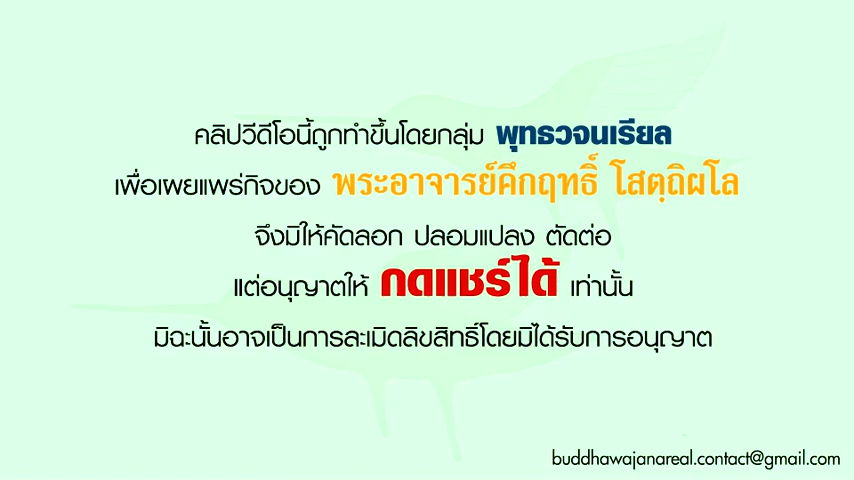 คลิปวีดีโอนี้ถูกทำขึ้นโดยกลุ่ม พุทธวจนเรียล
เพื่อเผยแพร่กิจของ พระอาจารย์คึกฤทธิ์ โสตฺถิผโล
จึงมิให้คัดลอก ปลอมแปลง ตัดต่อ
แต่อนุญาตให้ กดแชร์ได้ เท่านั้น
มิฉะนั้นอาจเป็นการละเมิดลิขสิทธิ์โดยมิได้รับการอนุญาต
buddhawajanareal.contact@gmail.com